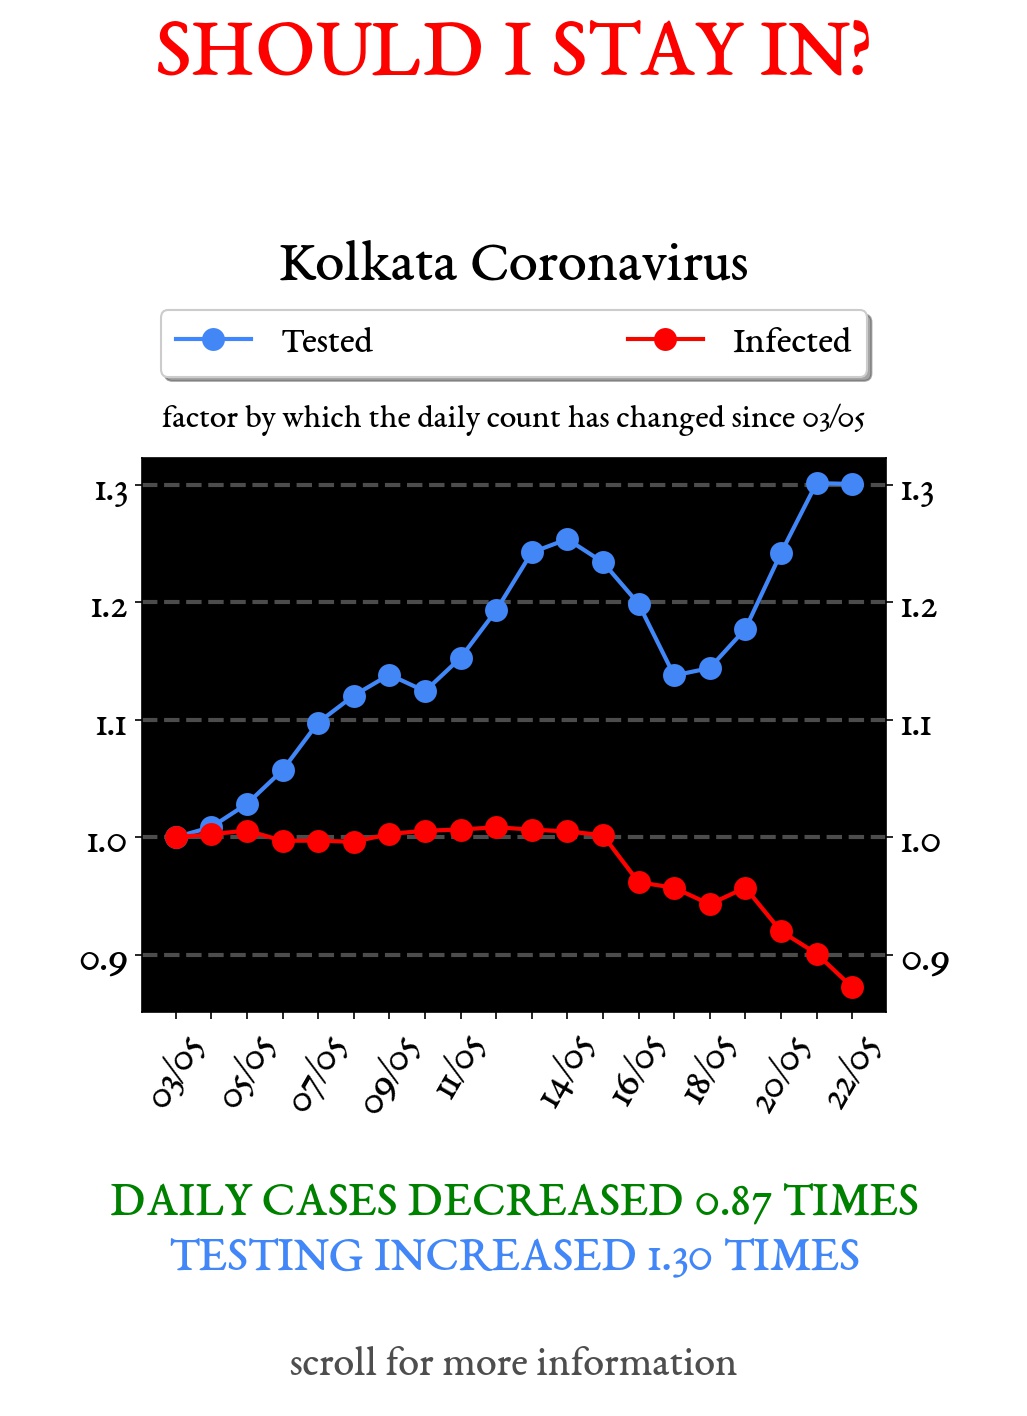 SHOULD I STAY IN?
Kolkata Coronavirus
Tested Infected
factor by which the daily count has changed since 03/05
1.3 1.3
1.2 1.2
1.1 1.1
1.0 1.0
0.9 0.9
03/05 05/05 07/05 09/05 11/05 14/05 16/05 18/05 20/05 22/05
DAILY CASES DECREASED 0.87 TIMES
TESTING INCREASED 1.30 TIMES
scroll for more information